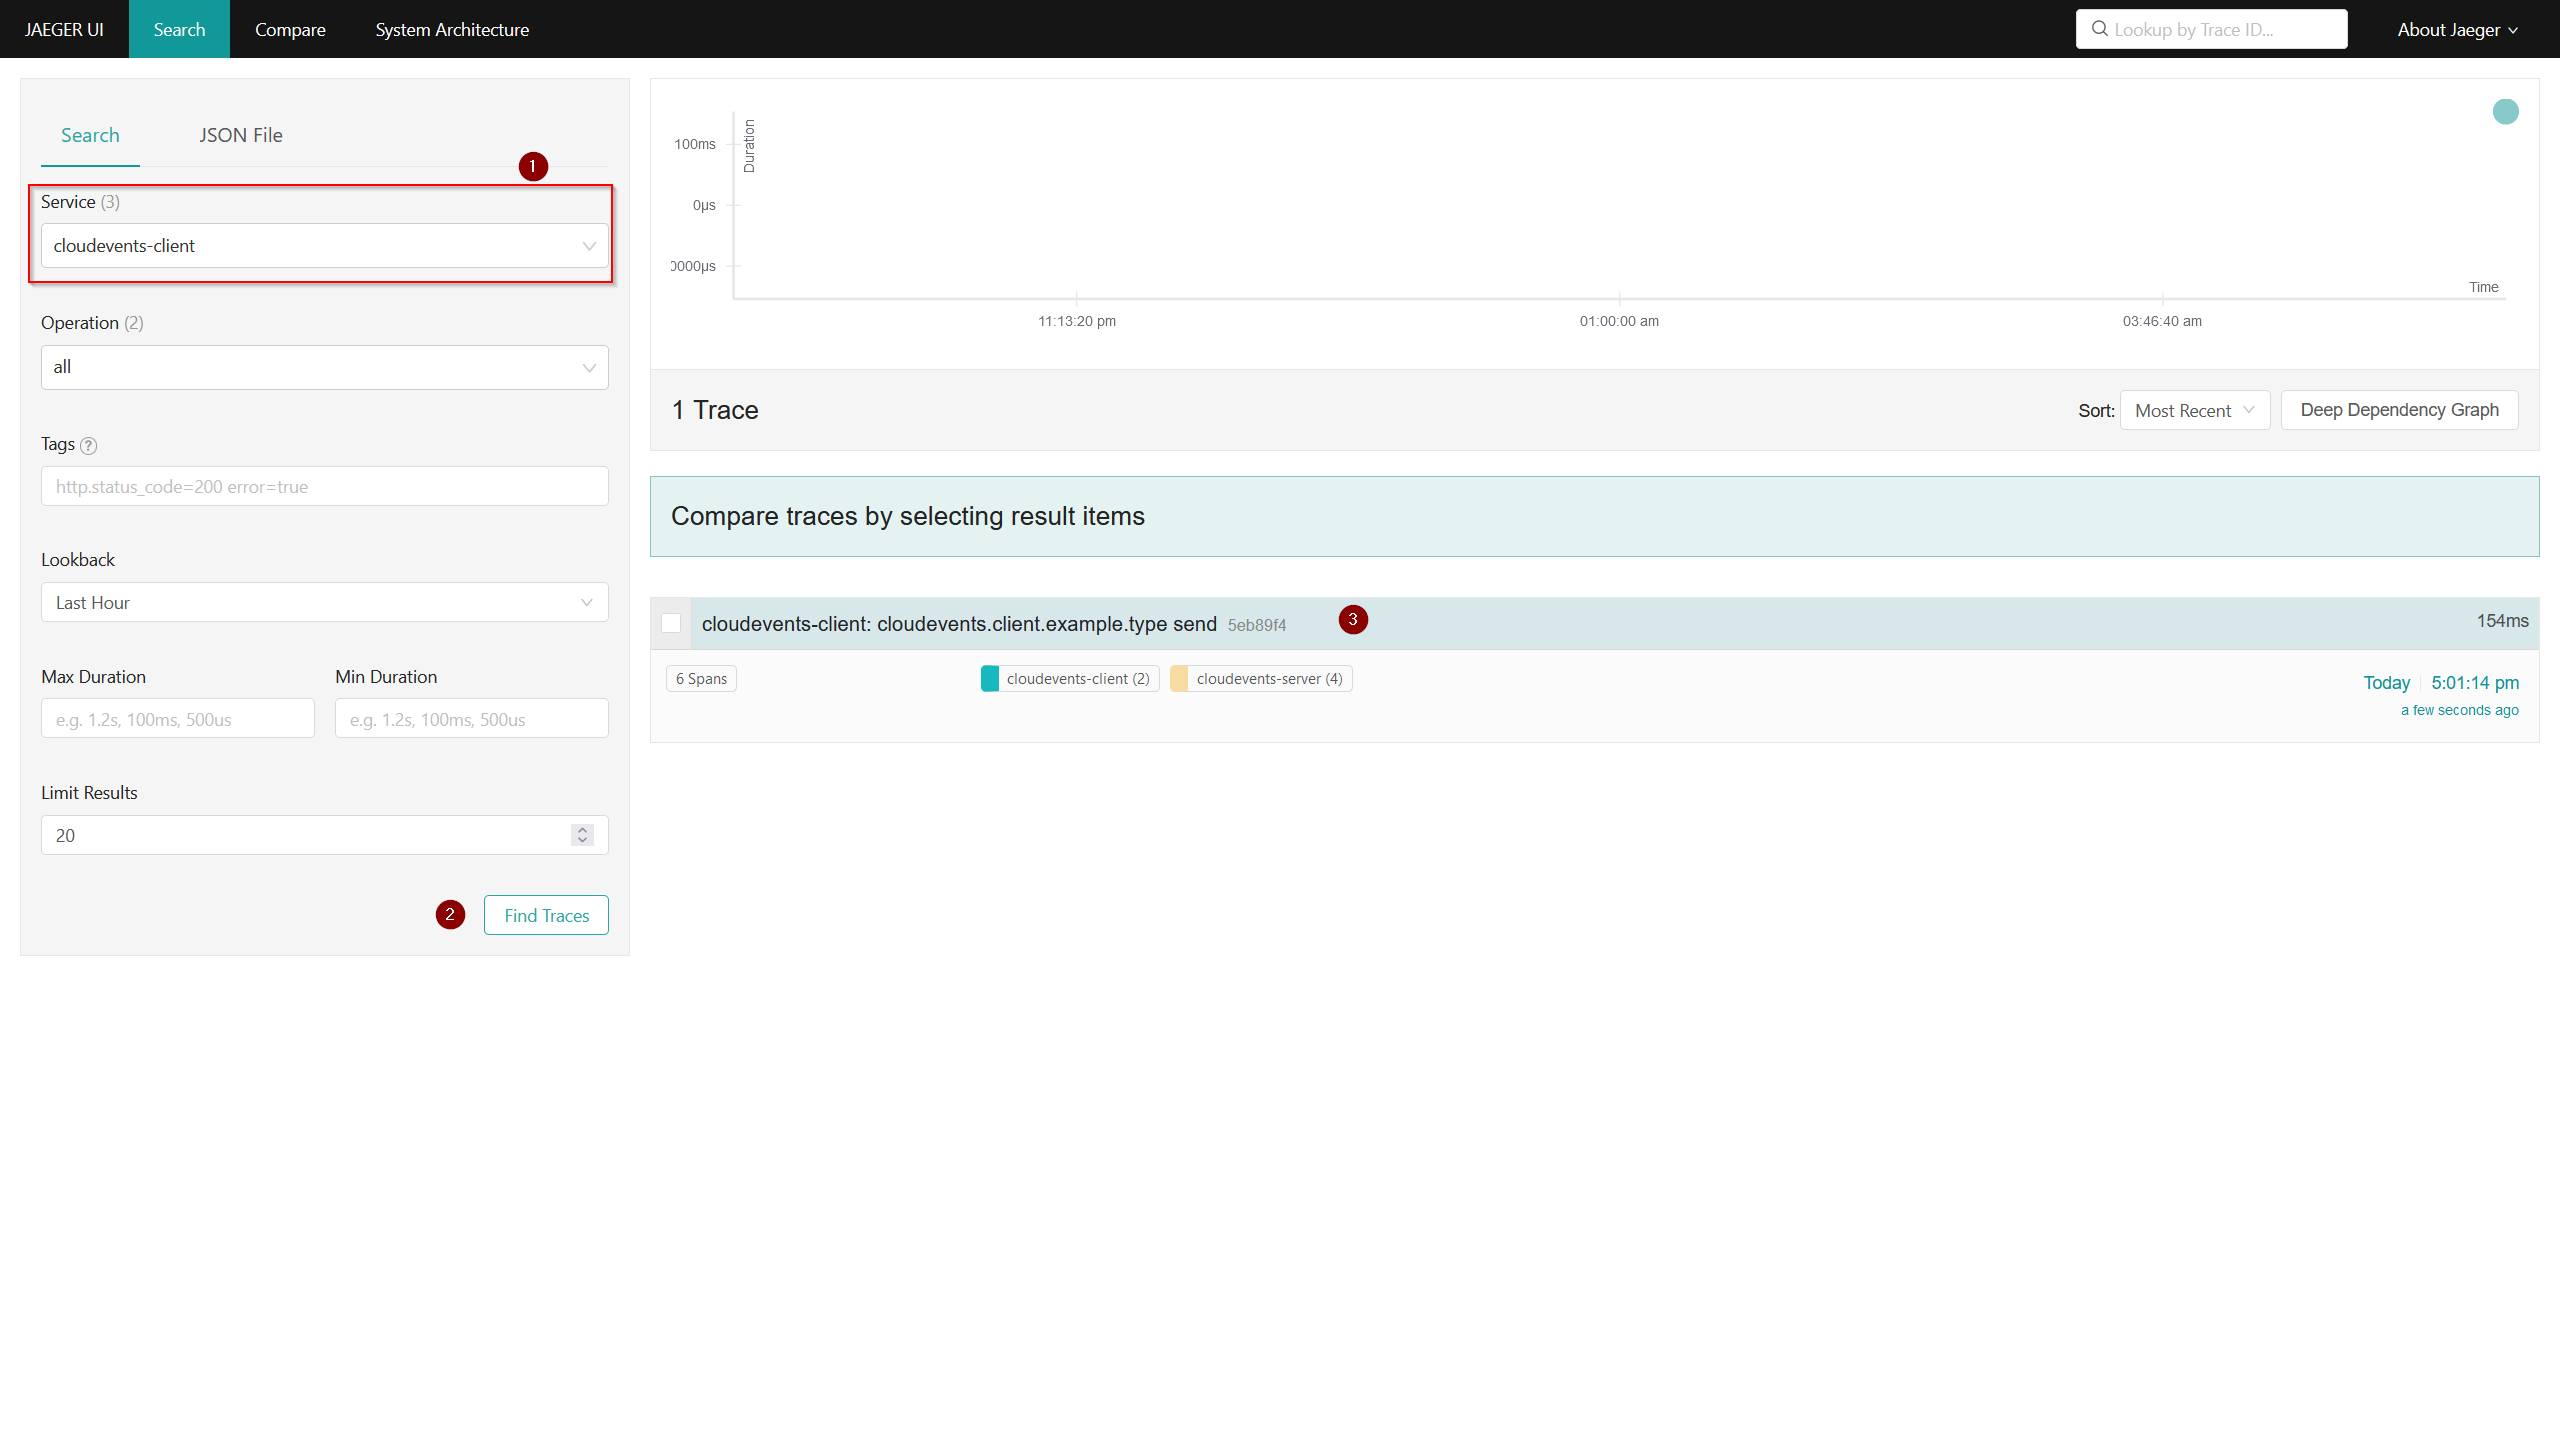 JAEGER UI Search Compare System Architecture Lookup by Trace ID... About Jaeger
Search JSON File
1
Service (3)
cloudevents-client
Operation (2)
all
Tags ?
http.status_code=200 error=true
Lookback
Last Hour
Max Duration Min Duration
e.g. 1.2s, 100ms, 500us e.g. 1.2s, 100ms, 500us
Limit Results
20
2 Find Traces
Duration
100ms
0μs
0000μs
Time
11:13:20 pm 01:00:00 am 03:46:40 am
1 Trace Sort: Most Recent Deep Dependency Graph
Compare traces by selecting result items
cloudevents-client: cloudevents.client.example.type send 5eb89f4 3 154ms
6 Spans cloudevents-client (2) cloudevents-server (4) Today 5:01:14 pm
a few seconds ago